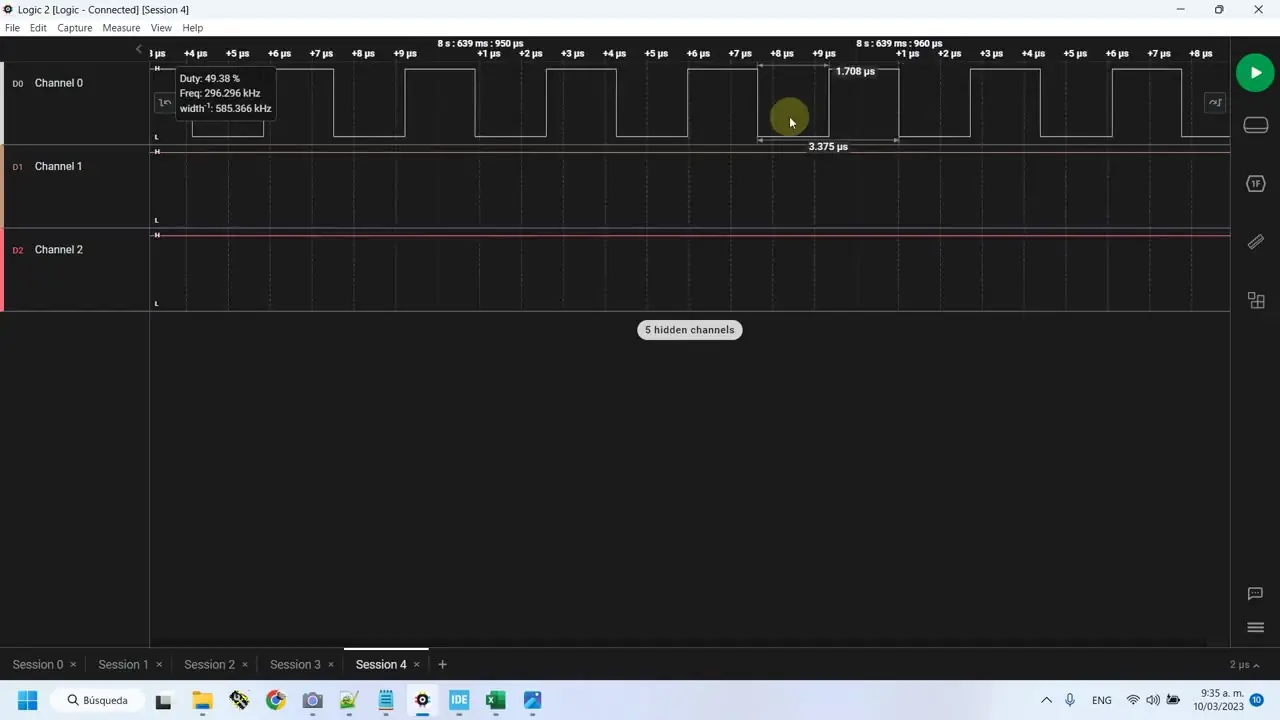 Logic 2 [Logic - Connected] [Session 4]
File Edit Capture Measure View Help
8 s : 639 ms : 950 µs 8 s : 639 ms : 960 µs
3 µs +4 µs +5 µs +6 µs +7 µs +8 µs +9 µs +1 µs +2 µs +3 µs +4 µs +5 µs +6 µs +7 µs +8 µs +9 µs +1 µs +2 µs +3 µs +4 µs +5 µs +6 µs +7 µs +8 µs
D0 Channel 0
H
Duty: 49.38 %
Freq: 296.296 kHz
width-1: 585.366 kHz
1.708 µs
L
3.375 µs
D1 Channel 1
H
L
D2 Channel 2
H
L
1F
5 hidden channels
Session 0 × Session 1 × Session 2 × Session 3 × Session 4 × +
2 µs
Búsqueda
IDE
ENG
9:35 a. m.
10/03/2023
10